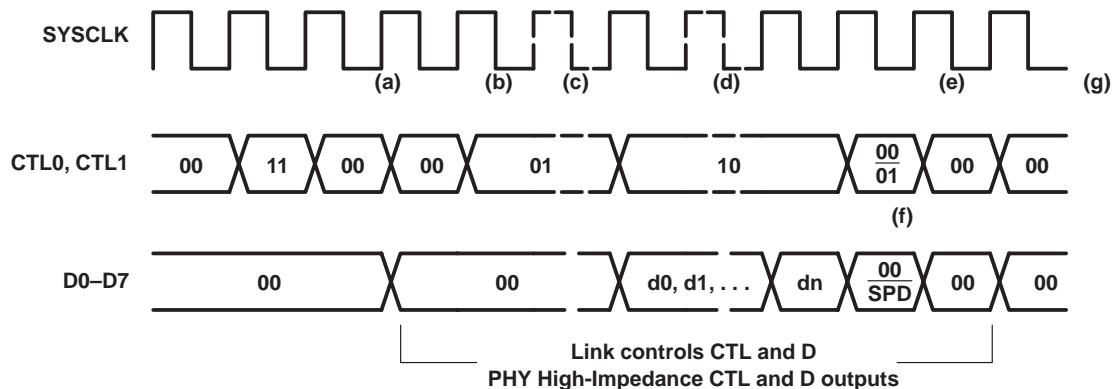 SYSCLK
(a) (b) (c) (d) (e) (g)
CTL0, CTL1 00 11 00 00 01 10 00 00 00
01
(f)
D0–D7 00 00 d0, d1, . . . dn 00 00 00
SPD
Link controls CTL and D
PHY High-Impedance CTL and D outputs